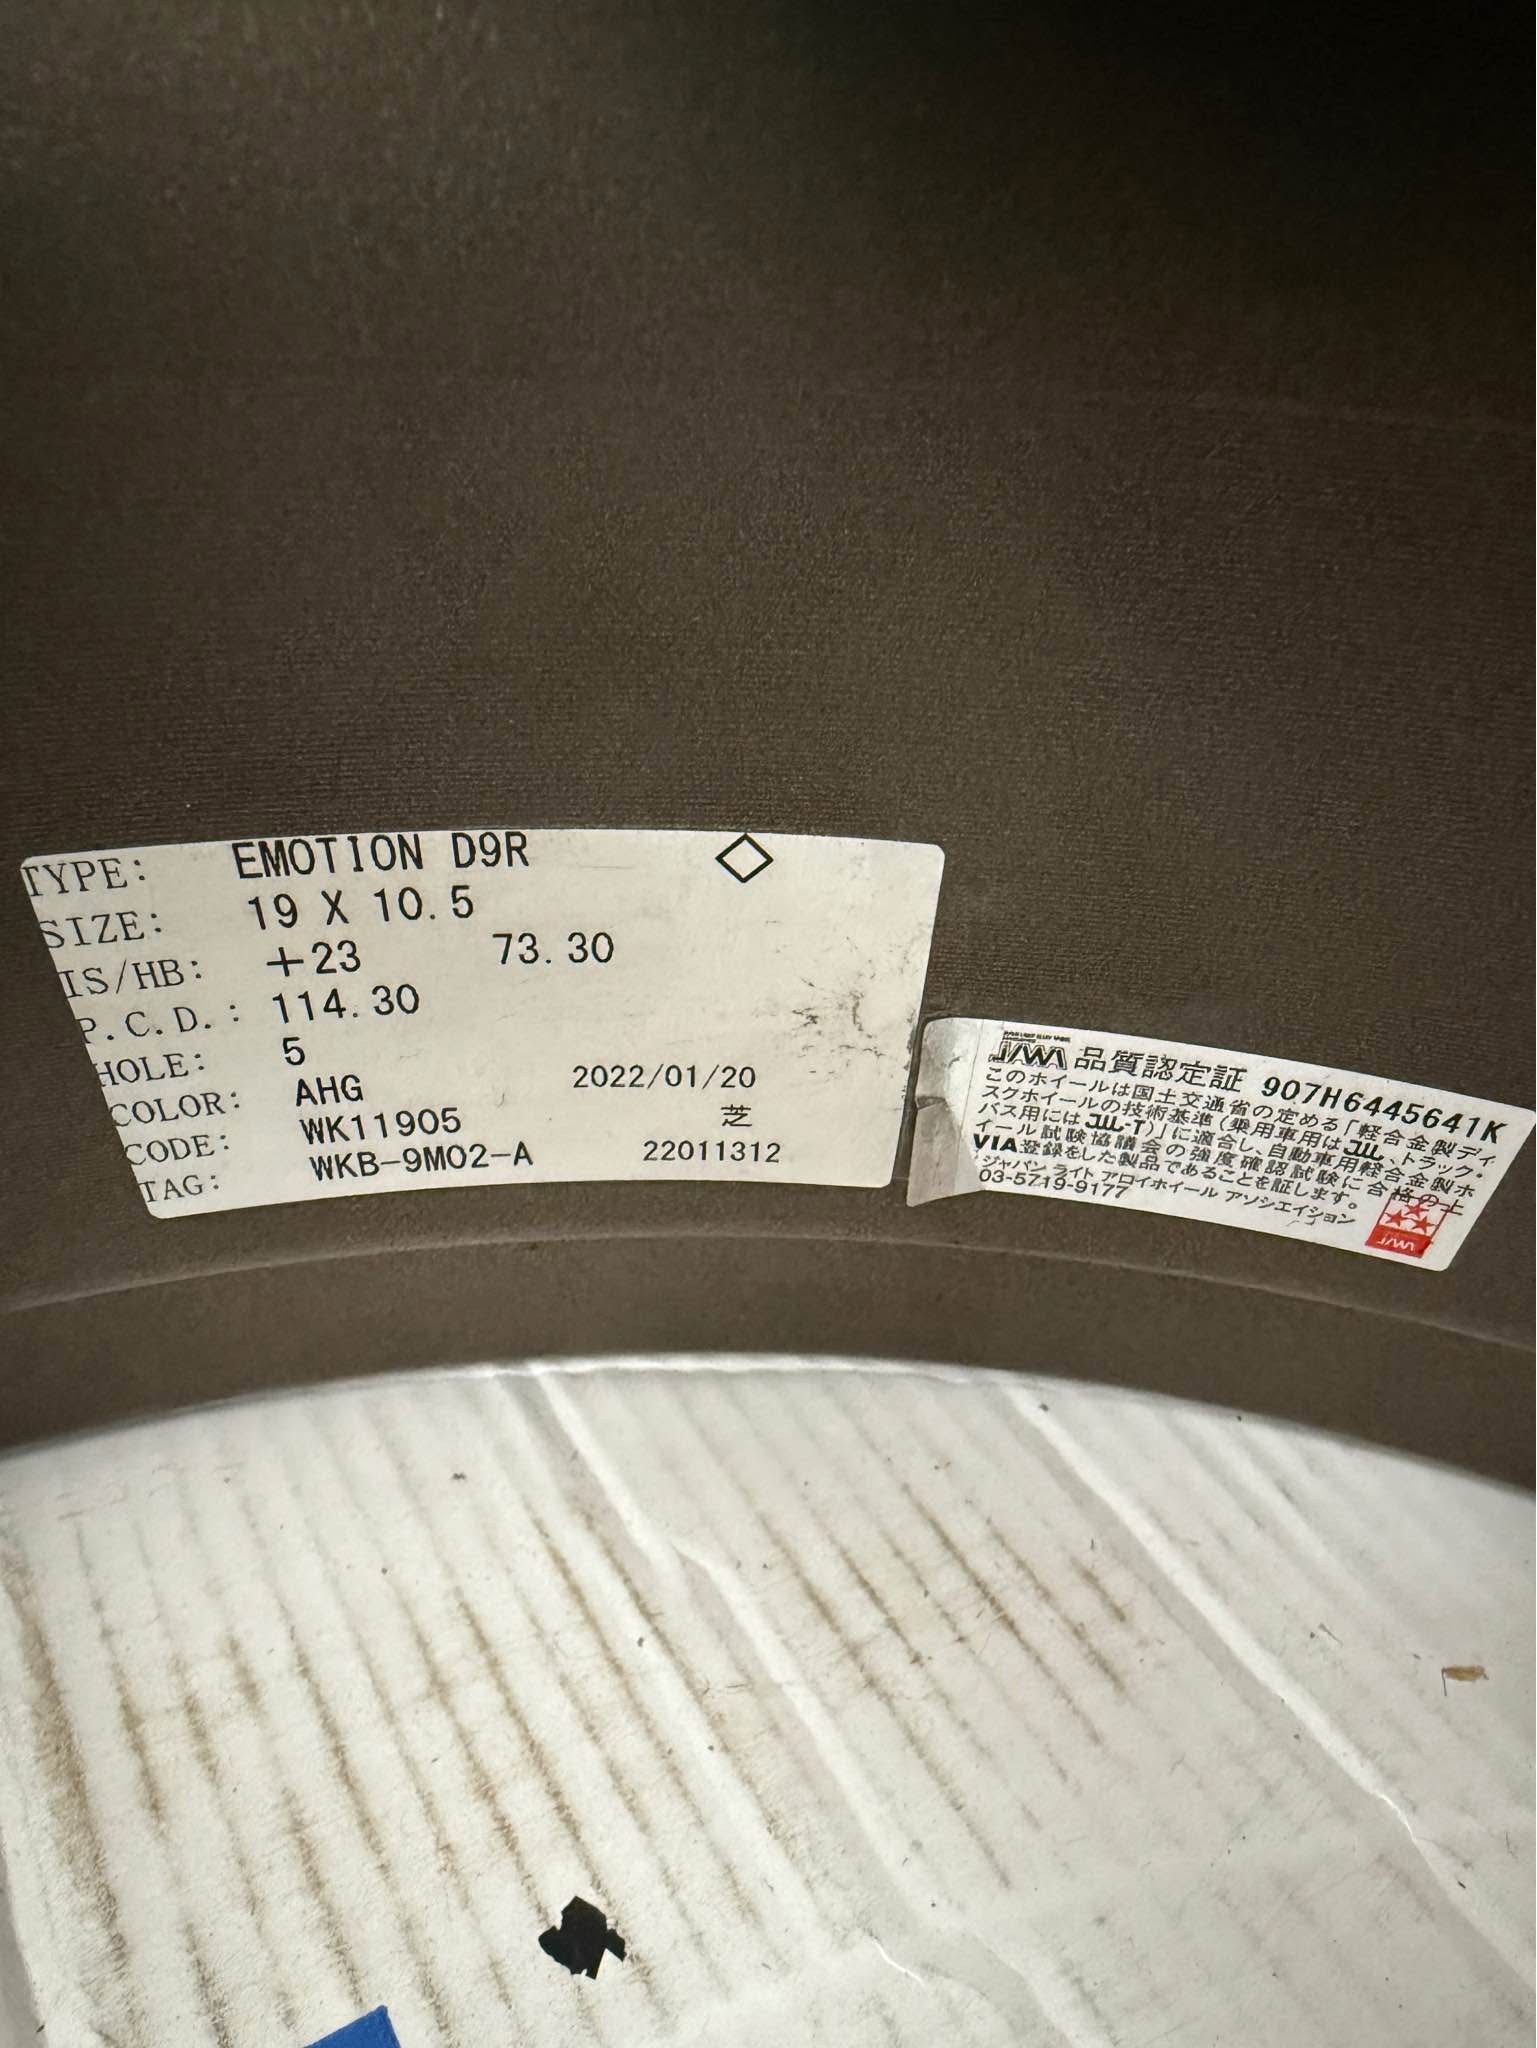 TYPE: EMOTION D9R ◇
SIZE: 19 X 10.5
IS/HB: +23 73.30
P.C.D.: 114.30
HOLE: 5
COLOR: AHG 2022/01/20
CODE: WK11905 芝
TAG: WKB-9M02-A 22011312
JAWA 品質認定証 907H6445641K
このホイールは国土交通省の定める「軽合金製ディ
スクホイールの技術基準(乗用車用はJWL、トラック・
バス用にはJWL-T)」に適合し、自動車用軽合金製ホ
イール試験協議会の強度確認試験に合格の上
VIA登録をした製品であることを証します。
ジャパン ライト アロイホイール アソシエイション
03-5719-9177
JAWA